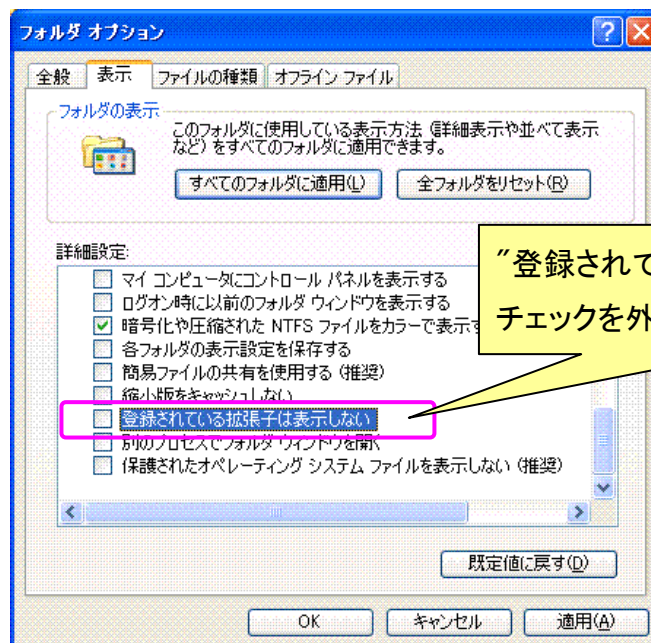 フォルダ オプション
全般 表示 ファイルの種類 オフライン ファイル
フォルダの表示
このフォルダに使用している表示方法 (詳細表示や並べて表示
など) をすべてのフォルダに適用できます。
すべてのフォルダに適用(L) 全フォルダをリセット(R)
詳細設定:
マイ コンピュータにコントロール パネルを表示する
ログオン時に以前のフォルダ ウィンドウを表示する
暗号化や圧縮された NTFS ファイルをカラーで表示す
各フォルダの表示設定を保存する
簡易ファイルの共有を使用する (推奨)
縮小版をキャッシュしない
登録されている拡張子は表示しない
別のプロセスでフォルダ ウィンドウを開く
保護されたオペレーティング システム ファイルを表示しない (推奨)
"登録されて
チェックを外
既定値に戻す(D)
OK キャンセル 適用(A)